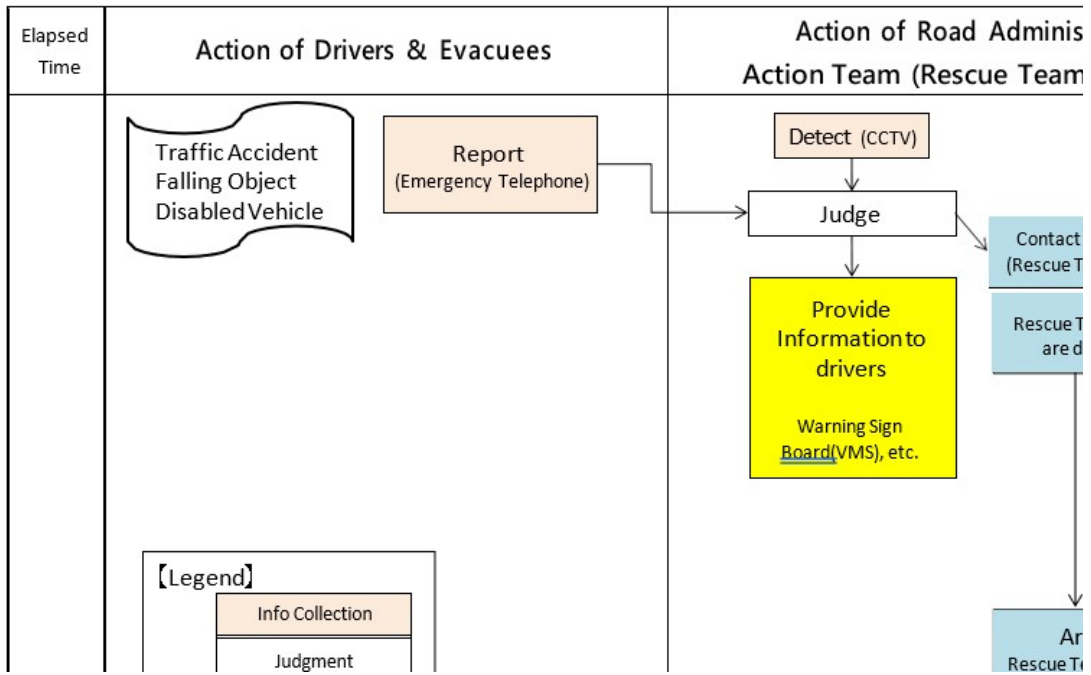 Elapsed
Time
Action of Drivers & Evacuees
Action of Road Adminis
Action Team (Rescue Team
Traffic Accident
Falling Object
Disabled Vehicle
Report
(Emergency Telephone)
Detect (CCTV)
Judge
Contact
(Rescue T
Provide
Information to
drivers
Warning Sign
Board(VMS), etc.
Rescue T
are d
【Legend】
Info Collection
Judgment
Ar
Rescue Te